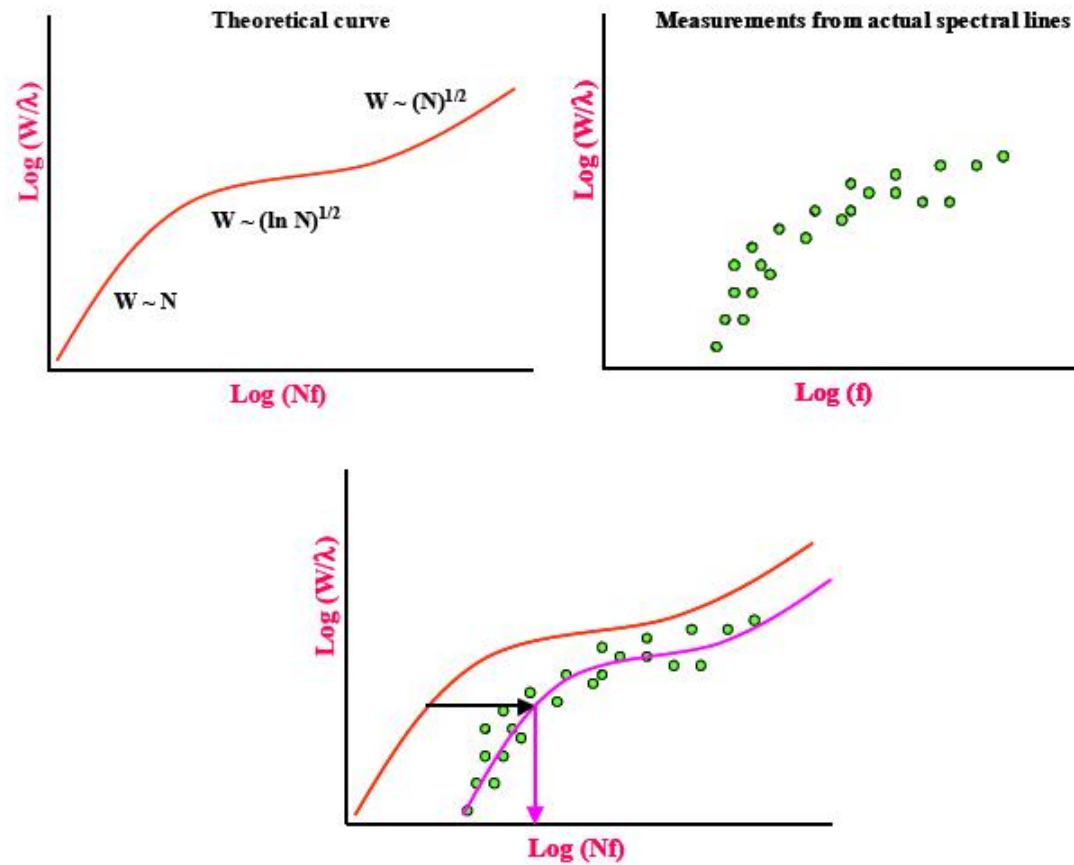 Theoretical curve
Log (W/λ)
W ~ (N)^1/2
W ~ (ln N)^1/2
W ~ N
Log (Nf)
Measurements from actual spectral lines
Log (W/λ)
Log (f)
Log (W/λ)
Log (Nf)